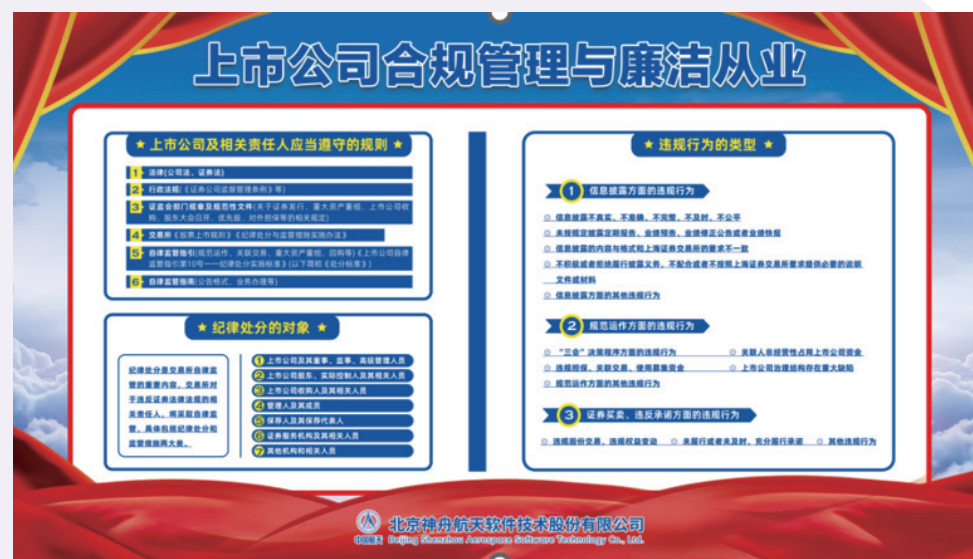 上市公司合规管理与廉洁从业
★ 上市公司及相关责任人应当遵守的规则 ★
1 法律(公司法、证券法)
2 行政法规(《证券公司监督管理条例》等)
3 证监会部门规章及规范性文件(关于证券发行、重大资产重组、上市公司收
购、股东大会召开、优先股、对外担保等的相关规定)
4 交易所《股票上市规则》《纪律处分与监管措施实施办法》
5 自律监管指引(规范运作、关联交易、重大资产重组、回购等)《上市公司自律
监管指引第10号——纪律处分实施标准》(以下简称《处分标准》)
6 自律监管指南(公告格式、业务办理等)
★ 纪律处分的对象 ★
纪律处分是交易所自律监
管的重要内容，交易所对
于违反证券法律法规的相
关责任人，将采取自律监
管，具体包括纪律处分和
监管措施两大类。
1 上市公司及其董事、监事、高级管理人员
2 上市公司股东、实际控制人及其相关人员
3 上市公司收购人及其相关人员
4 管理人及其成员
5 保荐人及其保荐代表人
6 证券服务机构及其相关人员
7 其他机构和相关人员
★ 违规行为的类型 ★
1 信息披露方面的违规行为
◎ 信息披露不真实、不准确、不完整、不及时、不公平
◎ 未按规定披露定期报告、业绩预告、业绩修正公告或者业绩快报
◎ 信息披露的内容与格式和上海证券交易所的要求不一致
◎ 不积极或者拒绝履行披露义务，不配合或者不按照上海证券交易所要求提供必要的说明
文件或材料
◎ 信息披露方面的其他违规行为
2 规范运作方面的违规行为
◎ “三会”决策程序方面的违规行为 ◎ 关联人非经营性占用上市公司资金
◎ 违规担保、关联交易、使用募集资金 ◎ 上市公司治理结构存在重大缺陷
◎ 规范运作方面的其他违规行为
3 证券买卖、违反承诺方面的违规行为
◎ 违规股份交易、违规权益变动 ◎ 未履行或者未及时、充分履行承诺 ◎ 其他违规行为
中国航天 北京神舟航天软件技术股份有限公司
Beijing Shenzhou Aerospace Software Technology Co., Ltd.